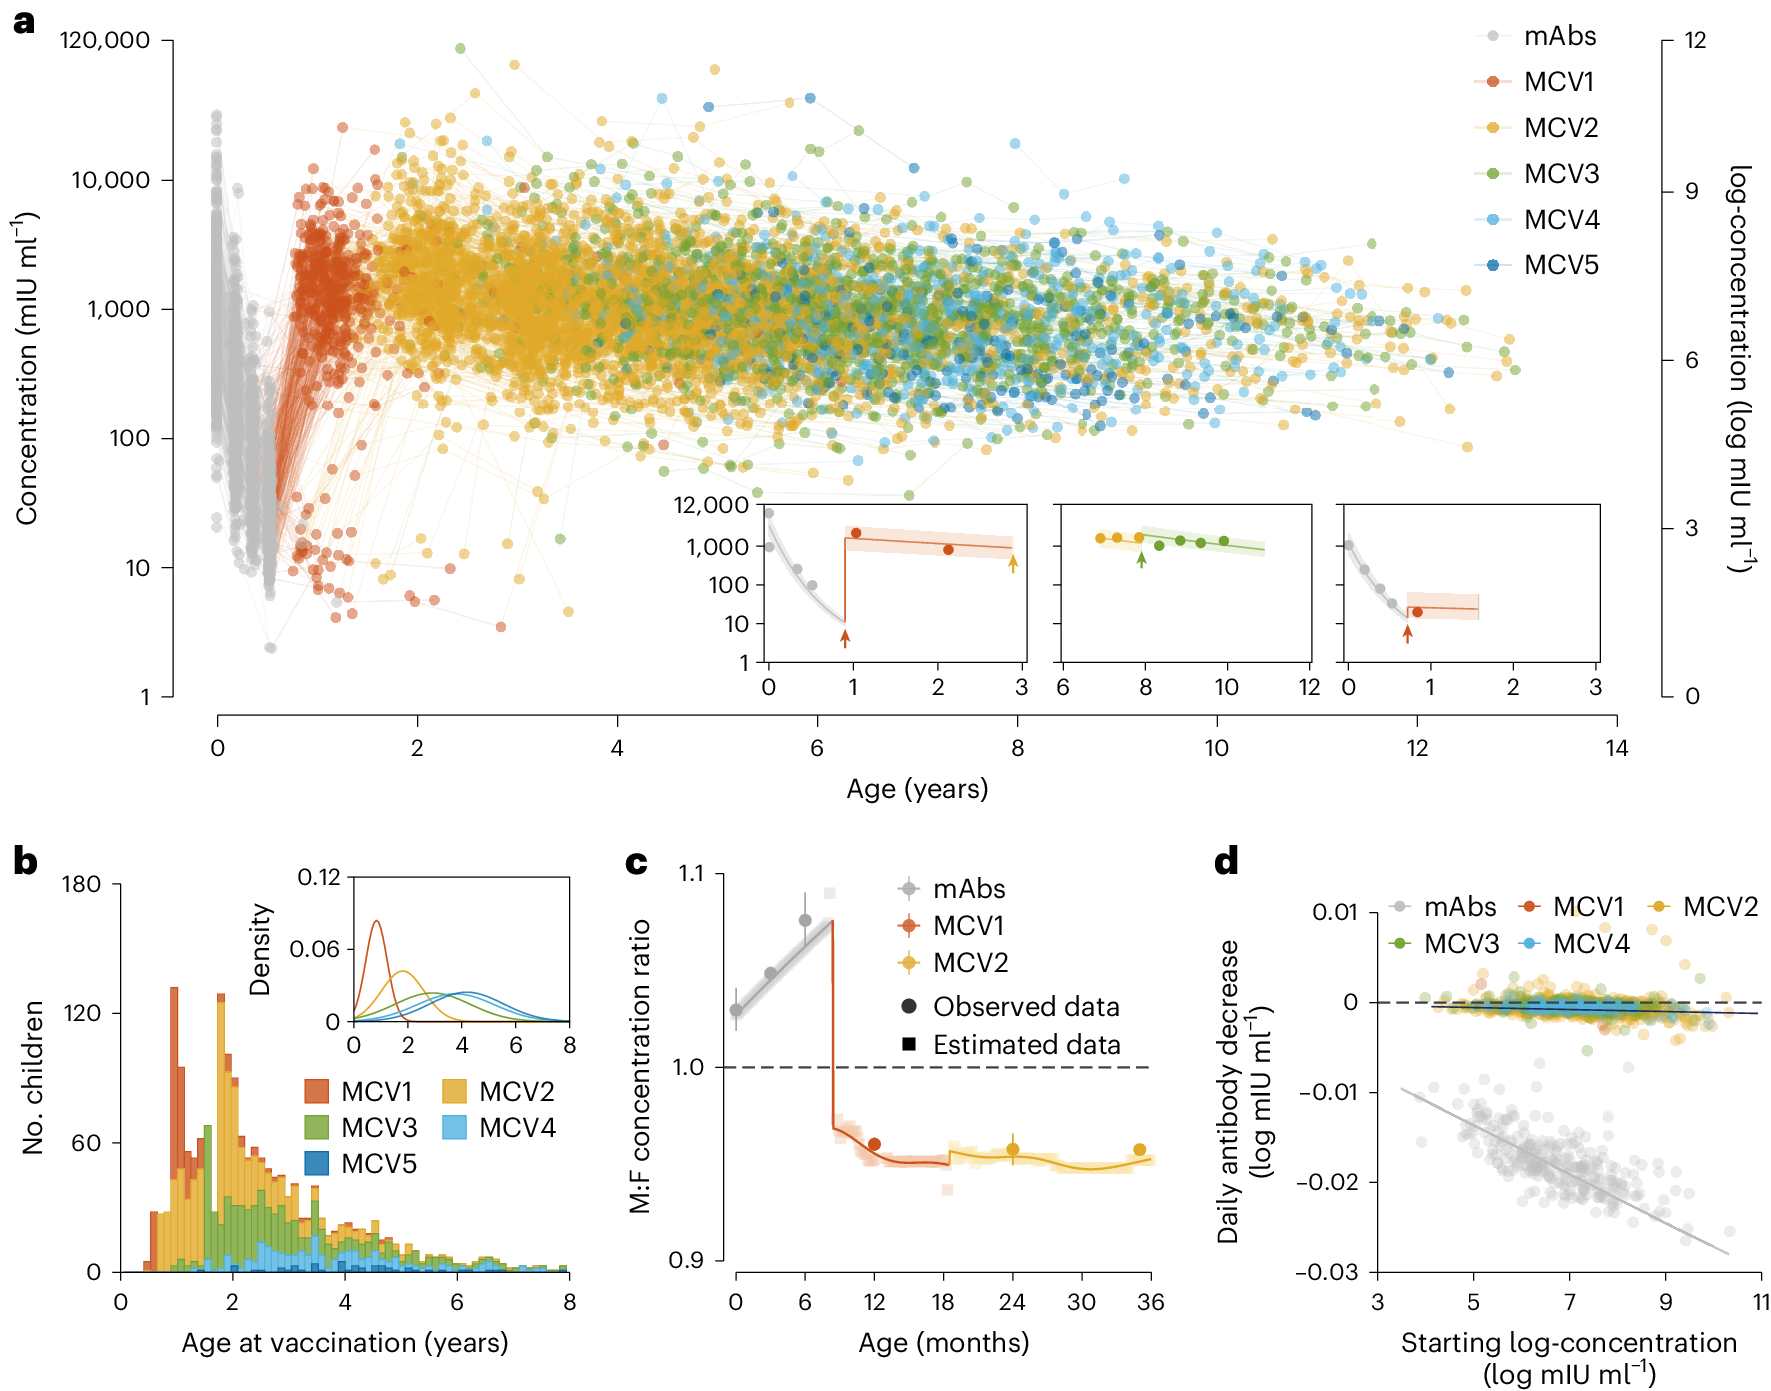 a
120,000
10,000
1,000
100
10
1
Concentration (mIU ml⁻¹)
mAbs
MCV1
MCV2
MCV3
MCV4
MCV5
12
9
6
3
0
log-concentration (log mIU ml⁻¹)
12,000
1,000
100
10
1
0 1 2 3
6 8 10 12
0 1 2 3
0 2 4 6 8 10 12 14
Age (years)
b
180
120
60
0
No. children
0.12
0.06
0
Density
0 2 4 6 8
MCV1 MCV2
MCV3 MCV4
MCV5
0 2 4 6 8
Age at vaccination (years)
c
1.1
1.0
0.9
M:F concentration ratio
mAbs
MCV1
MCV2
Observed data
Estimated data
0 6 12 18 24 30 36
Age (months)
d
0.01
0
−0.01
−0.02
−0.03
Daily antibody decrease
(log mIU ml⁻¹)
mAbs MCV1 MCV2
MCV3 MCV4
3 5 7 9 11
Starting log-concentration
(log mIU ml⁻¹)